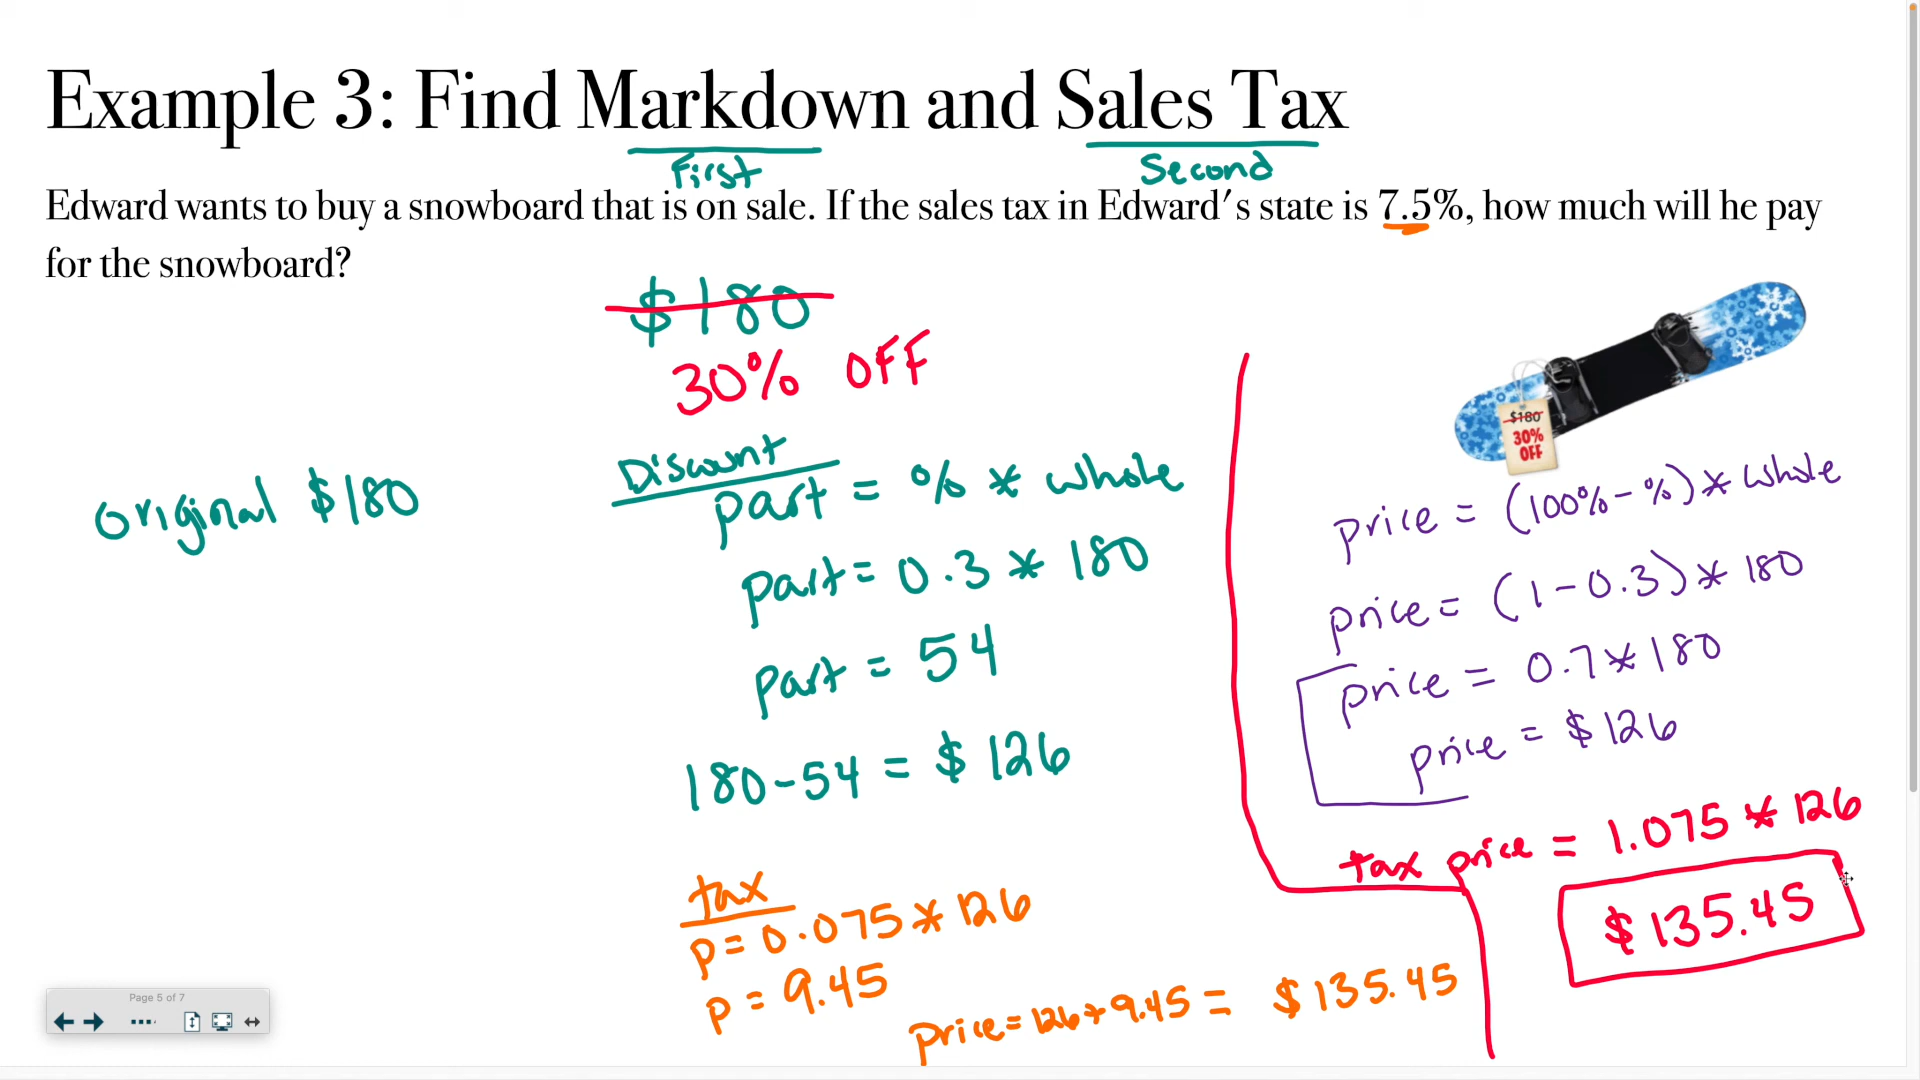 Example 3: Find Markdown and Sales Tax
First
Second
Edward wants to buy a snowboard that is on sale. If the sales tax in Edward's state is 7.5%, how much will he pay
for the snowboard?
$180
30% OFF
original $180
Discount
part = % * whole
part = 0.3 * 180
part = 54
180-54 = $126
tax
p = 0.075 * 126
p = 9.45
price = 126+9.45 = $135.45
$180
30%
OFF
price = (100% - %) * whole
price = (1 - 0.3) * 180
price = 0.7 * 180
price = $126
tax price = 1.075 * 126
$135.45
Page 5 of 7